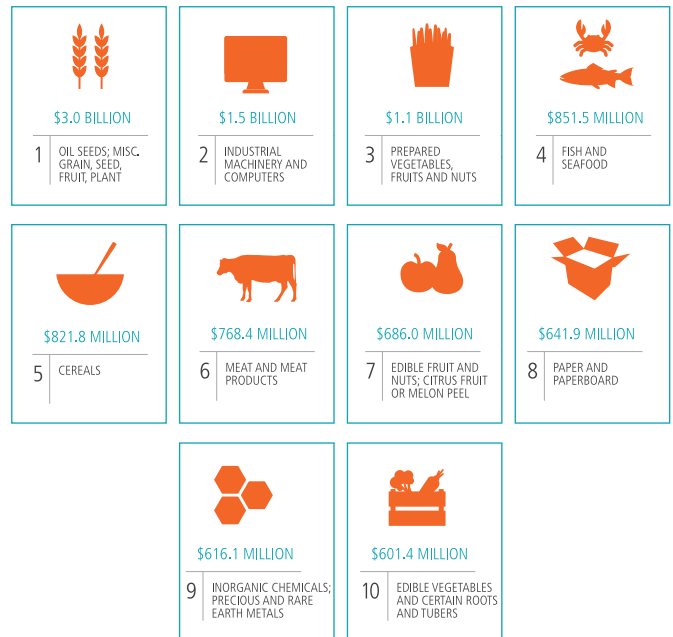 $3.0 BILLION
1
OIL SEEDS; MISC.
GRAIN, SEED,
FRUIT, PLANT
$1.5 BILLION
2
INDUSTRIAL
MACHINERY AND
COMPUTERS
$1.1 BILLION
3
PREPARED
VEGETABLES,
FRUITS AND NUTS
$851.5 MILLION
4
FISH AND
SEAFOOD
$821.8 MILLION
5
CEREALS
$768.4 MILLION
6
MEAT AND MEAT
PRODUCTS
$686.0 MILLION
7
EDIBLE FRUIT AND
NUTS; CITRUS FRUIT
OR MELON PEEL
$641.9 MILLION
8
PAPER AND
PAPERBOARD
$616.1 MILLION
9
INORGANIC CHEMICALS;
PRECIOUS AND RARE
EARTH METALS
$601.4 MILLION
10
EDIBLE VEGETABLES
AND CERTAIN ROOTS
AND TUBERS